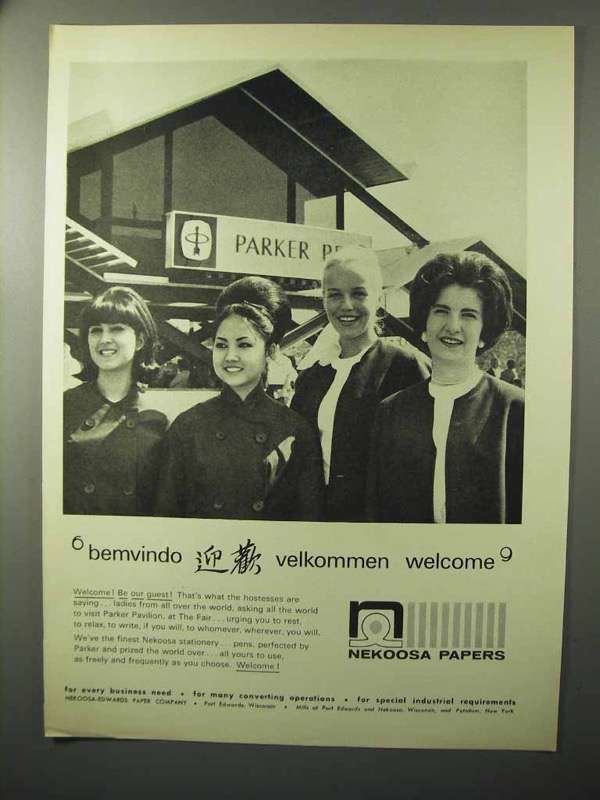 PARKER PE
6 bemvindo 迎歡 velkommen welcome 9
Welcome! Be our guest! That's what the hostesses are
saying... ladies from all over the world, asking all the world
to visit Parker Pavilion, at The Fair... urging you to rest,
to relax, to write, if you will, to whomever, wherever, you will.
We've the finest Nekoosa stationery... pens, perfected by
Parker and prized the world over... all yours to use,
as freely and frequently as you choose. Welcome!
n
NEKOOSA PAPERS
for every business need • for many converting operations • for special industrial requirements
NEKOOSA-EDWARDS PAPER COMPANY • Port Edwards, Wisconsin • Mills at Port Edwards and Nekoosa, Wisconsin, and Potsdam, New York